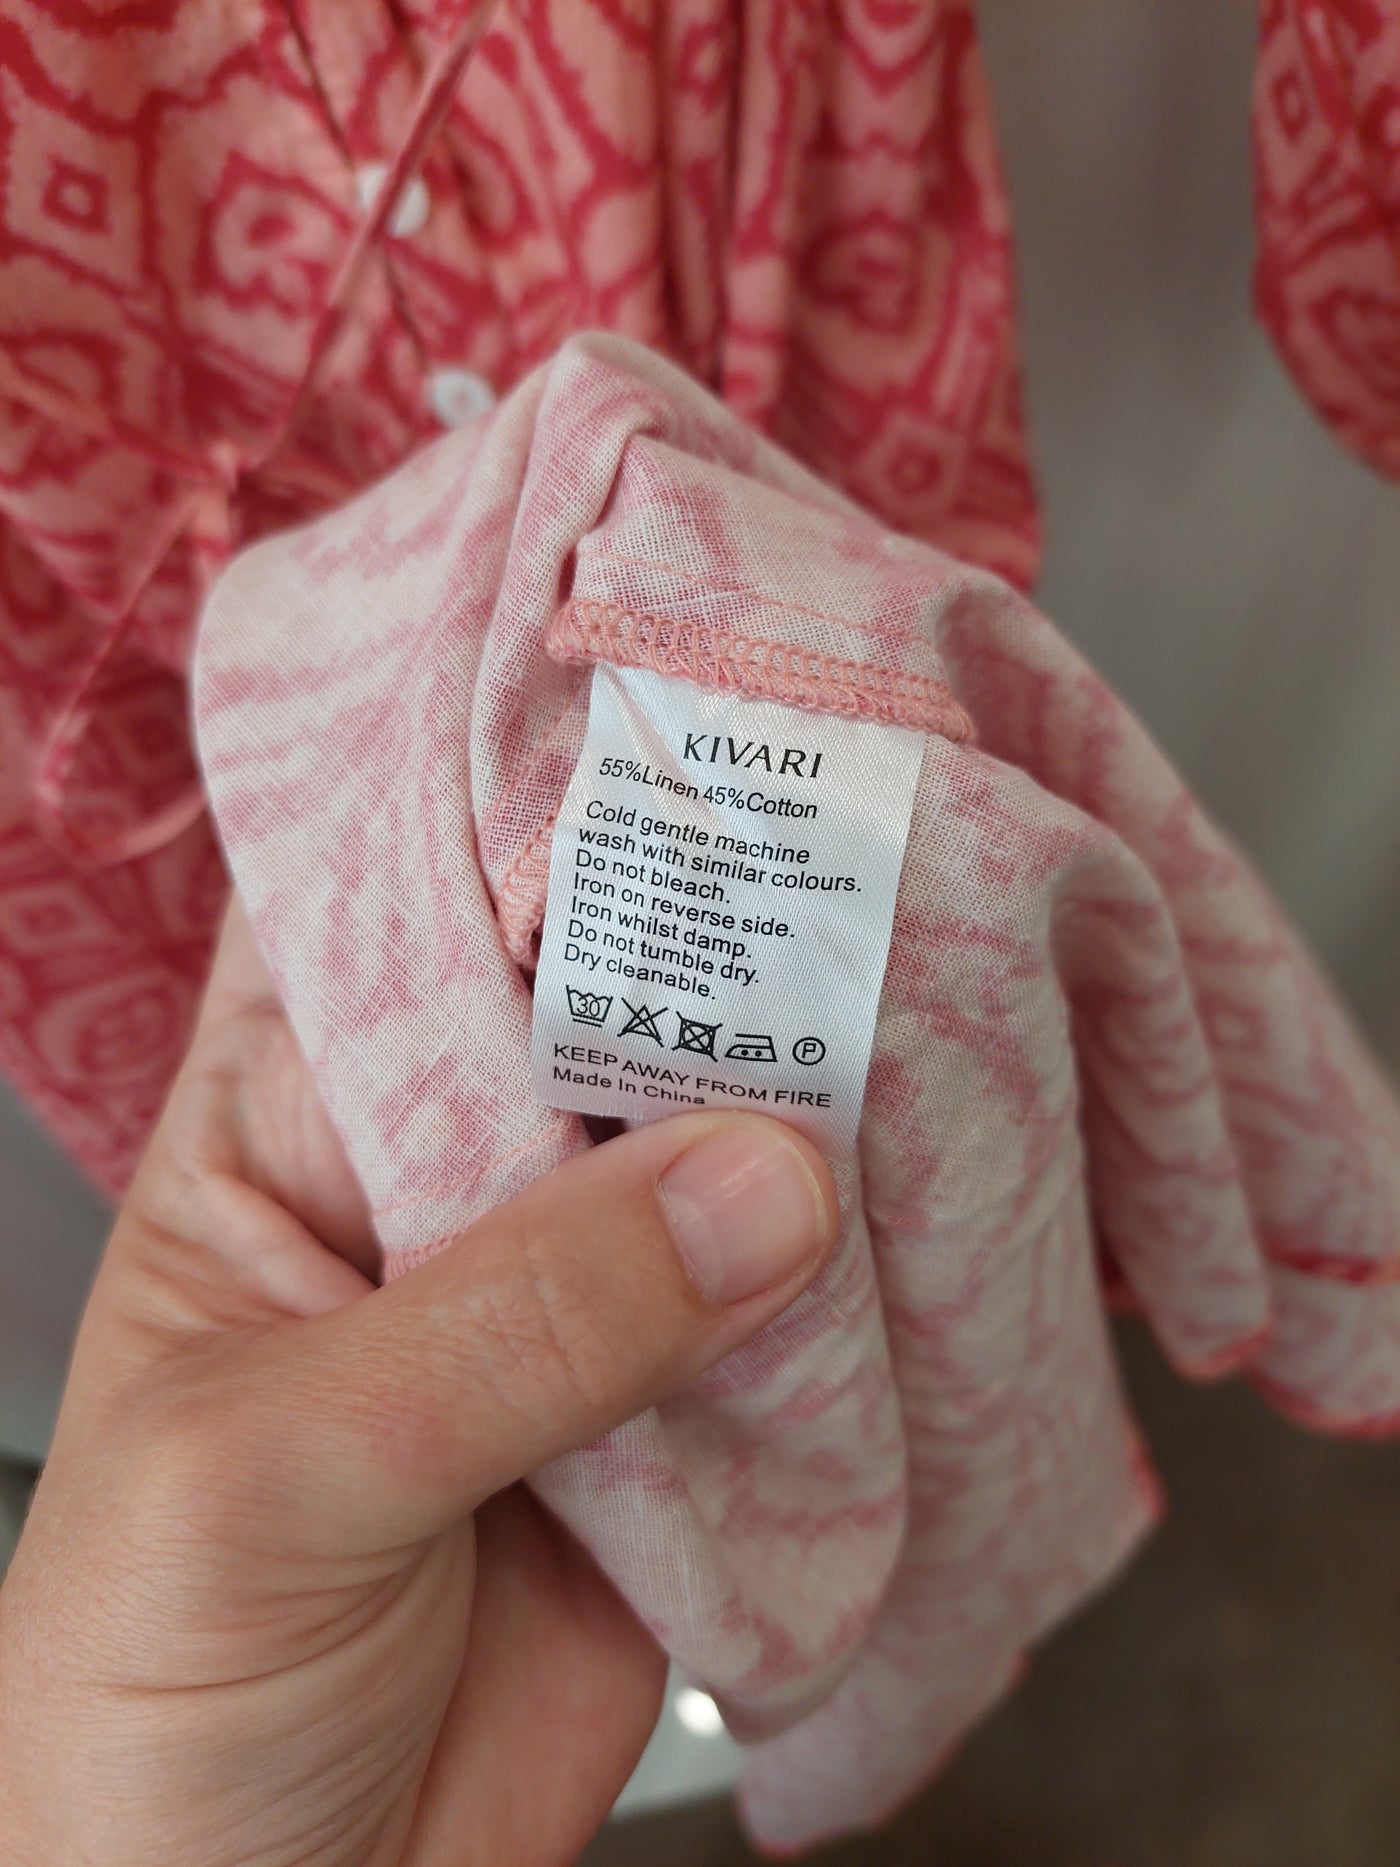 KIVARI
55%Linen 45%Cotton
Cold gentle machine
wash with similar colours.
Do not bleach.
Iron on reverse side.
Iron whilst damp.
Do not tumble dry.
Dry cleanable.
30 P
KEEP AWAY FROM FIRE
Made In China